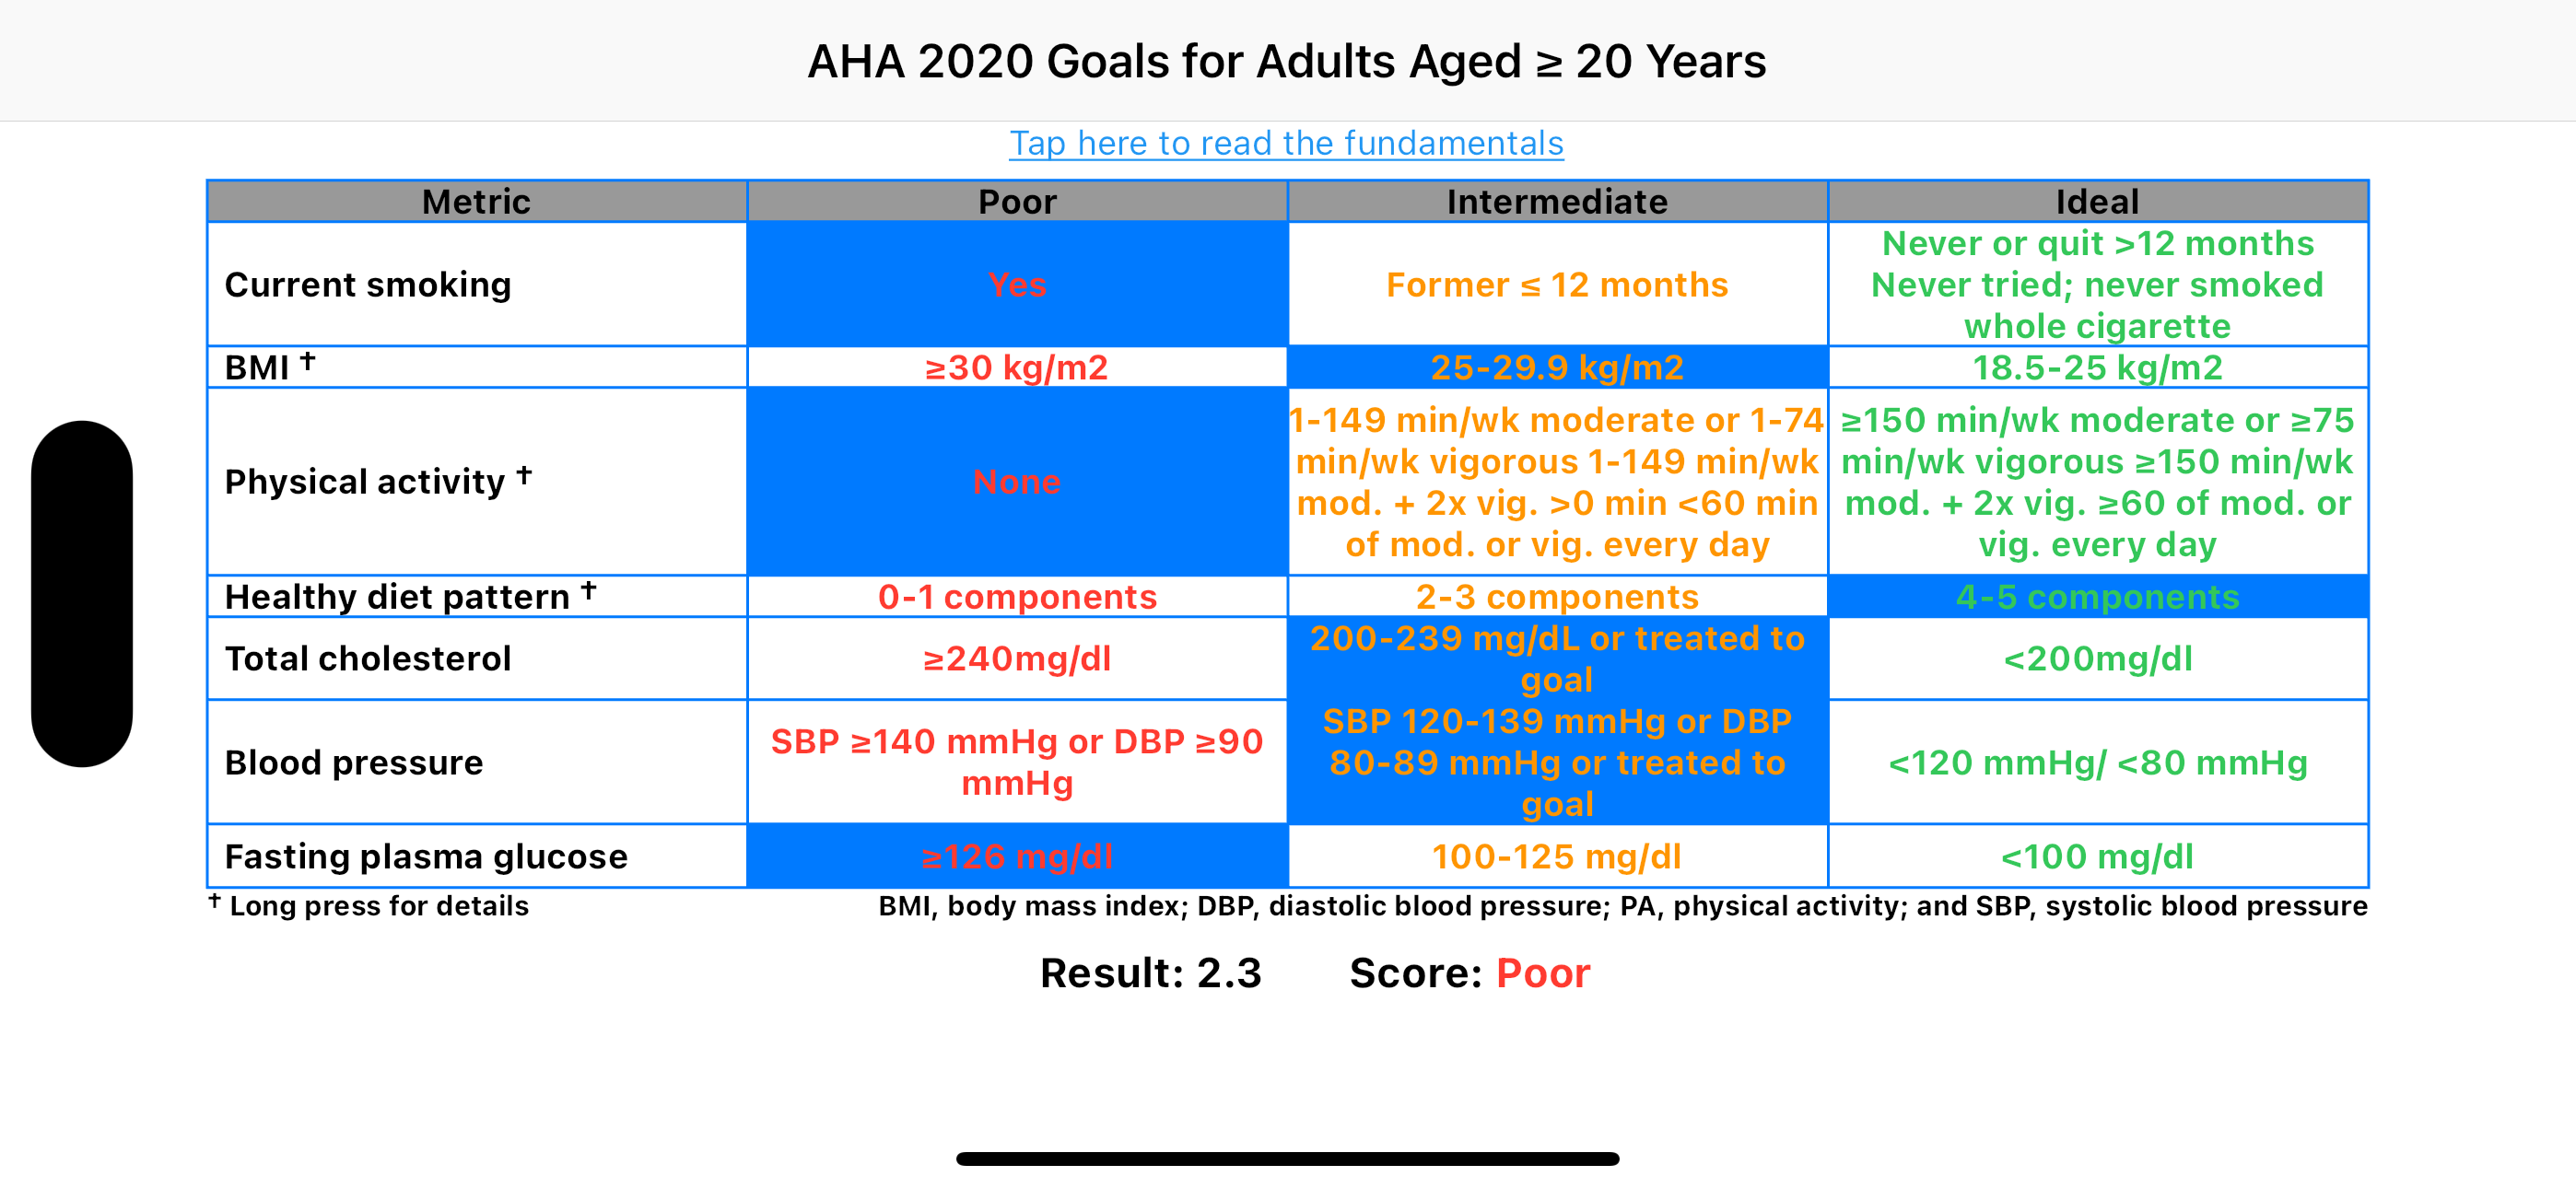 AHA 2020 Goals for Adults Aged ≥ 20 Years
Tap here to read the fundamentals
Metric Poor Intermediate Ideal
Current smoking
Yes
Former ≤ 12 months
Never or quit >12 months
Never tried; never smoked
whole cigarette
BMI †
≥30 kg/m2
25-29.9 kg/m2
18.5-25 kg/m2
Physical activity †
None
1-149 min/wk moderate or 1-74
min/wk vigorous 1-149 min/wk
mod. + 2x vig. >0 min <60 min
of mod. or vig. every day
≥150 min/wk moderate or ≥75
min/wk vigorous ≥150 min/wk
mod. + 2x vig. ≥60 of mod. or
vig. every day
Healthy diet pattern †
0-1 components
2-3 components
4-5 components
Total cholesterol
≥240mg/dl
200-239 mg/dL or treated to
goal
<200mg/dl
Blood pressure
SBP ≥140 mmHg or DBP ≥90
mmHg
SBP 120-139 mmHg or DBP
80-89 mmHg or treated to
goal
<120 mmHg/ <80 mmHg
Fasting plasma glucose
≥126 mg/dl
100-125 mg/dl
<100 mg/dl
† Long press for details
BMI, body mass index; DBP, diastolic blood pressure; PA, physical activity; and SBP, systolic blood pressure
Result: 2.3 Score: Poor